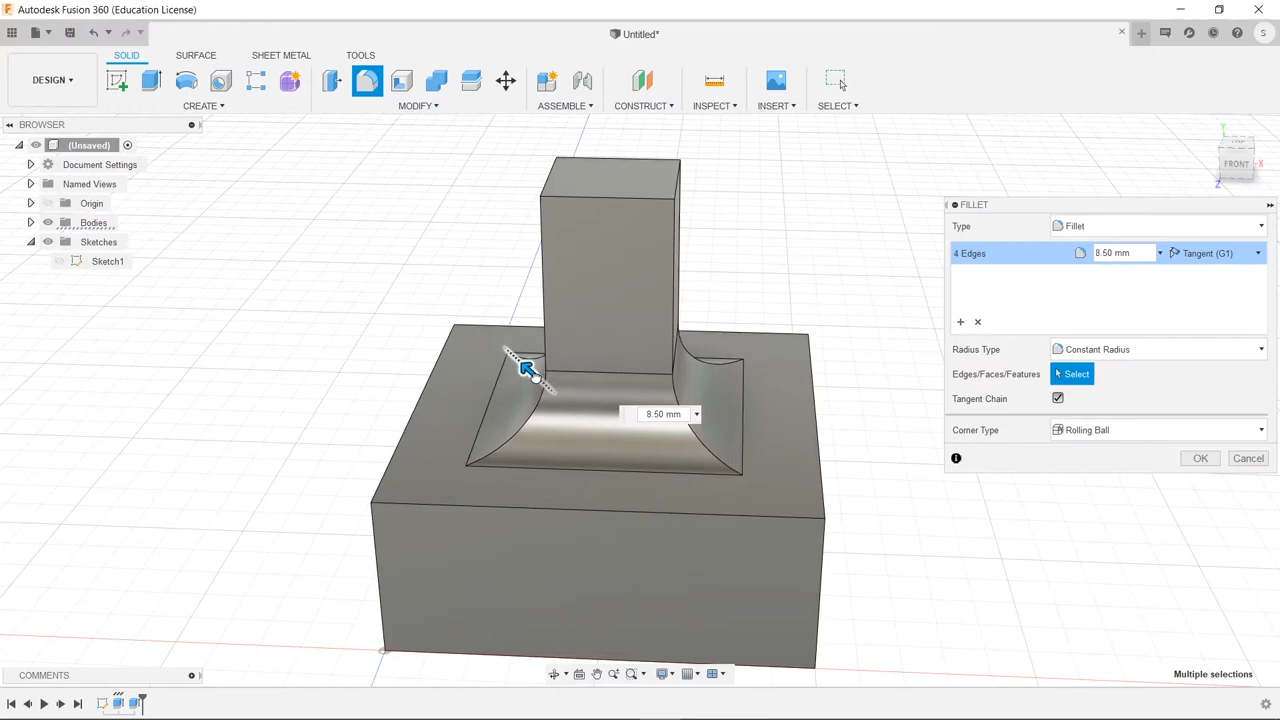 Autodesk Fusion 360 (Education License)
Untitled*
S
DESIGN
SOLID
SURFACE
SHEET METAL
TOOLS
CREATE
MODIFY
ASSEMBLE
CONSTRUCT
INSPECT
INSERT
SELECT
BROWSER
(Unsaved)
Document Settings
Named Views
Origin
Bodies
Sketches
Sketch1
Y
TOP
FRONT
X
Z
FILLET
Type
Fillet
4 Edges
8.50 mm
Tangent (G1)
Radius Type
Constant Radius
Edges/Faces/Features
Select
Tangent Chain
Corner Type
Rolling Ball
OK
Cancel
8.50 mm
COMMENTS
Multiple selections